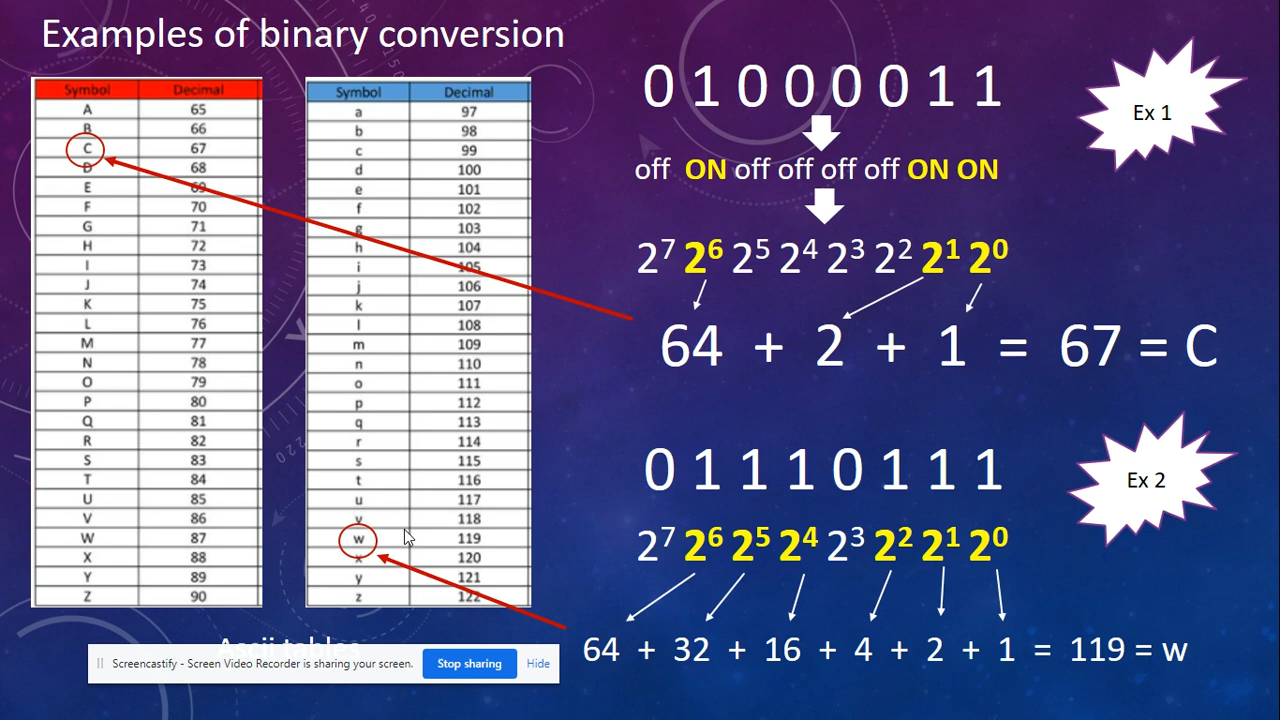 Examples of binary conversion
Symbol Decimal
A 65
B 66
C 67
D 68
E 69
F 70
G 71
H 72
I 73
J 74
K 75
L 76
M 77
N 78
O 79
P 80
Q 81
R 82
S 83
T 84
U 85
V 86
W 87
X 88
Y 89
Z 90
Symbol Decimal
a 97
b 98
c 99
d 100
e 101
f 102
g 103
h 104
i 105
j 106
k 107
l 108
m 109
n 110
o 111
p 112
q 113
r 114
s 115
t 116
u 117
v 118
w 119
x 120
y 121
z 122
Ascii tables
Screencastify - Screen Video Recorder is sharing your screen. Stop sharing Hide
0 1 0 0 0 0 1 1
Ex 1
off ON off off off off ON ON
2⁷ 2⁶ 2⁵ 2⁴ 2³ 2² 2¹ 2⁰
64 + 2 + 1 = 67 = C
0 1 1 1 0 1 1 1
Ex 2
2⁷ 2⁶ 2⁵ 2⁴ 2³ 2² 2¹ 2⁰
64 + 32 + 16 + 4 + 2 + 1 = 119 = w
150
220